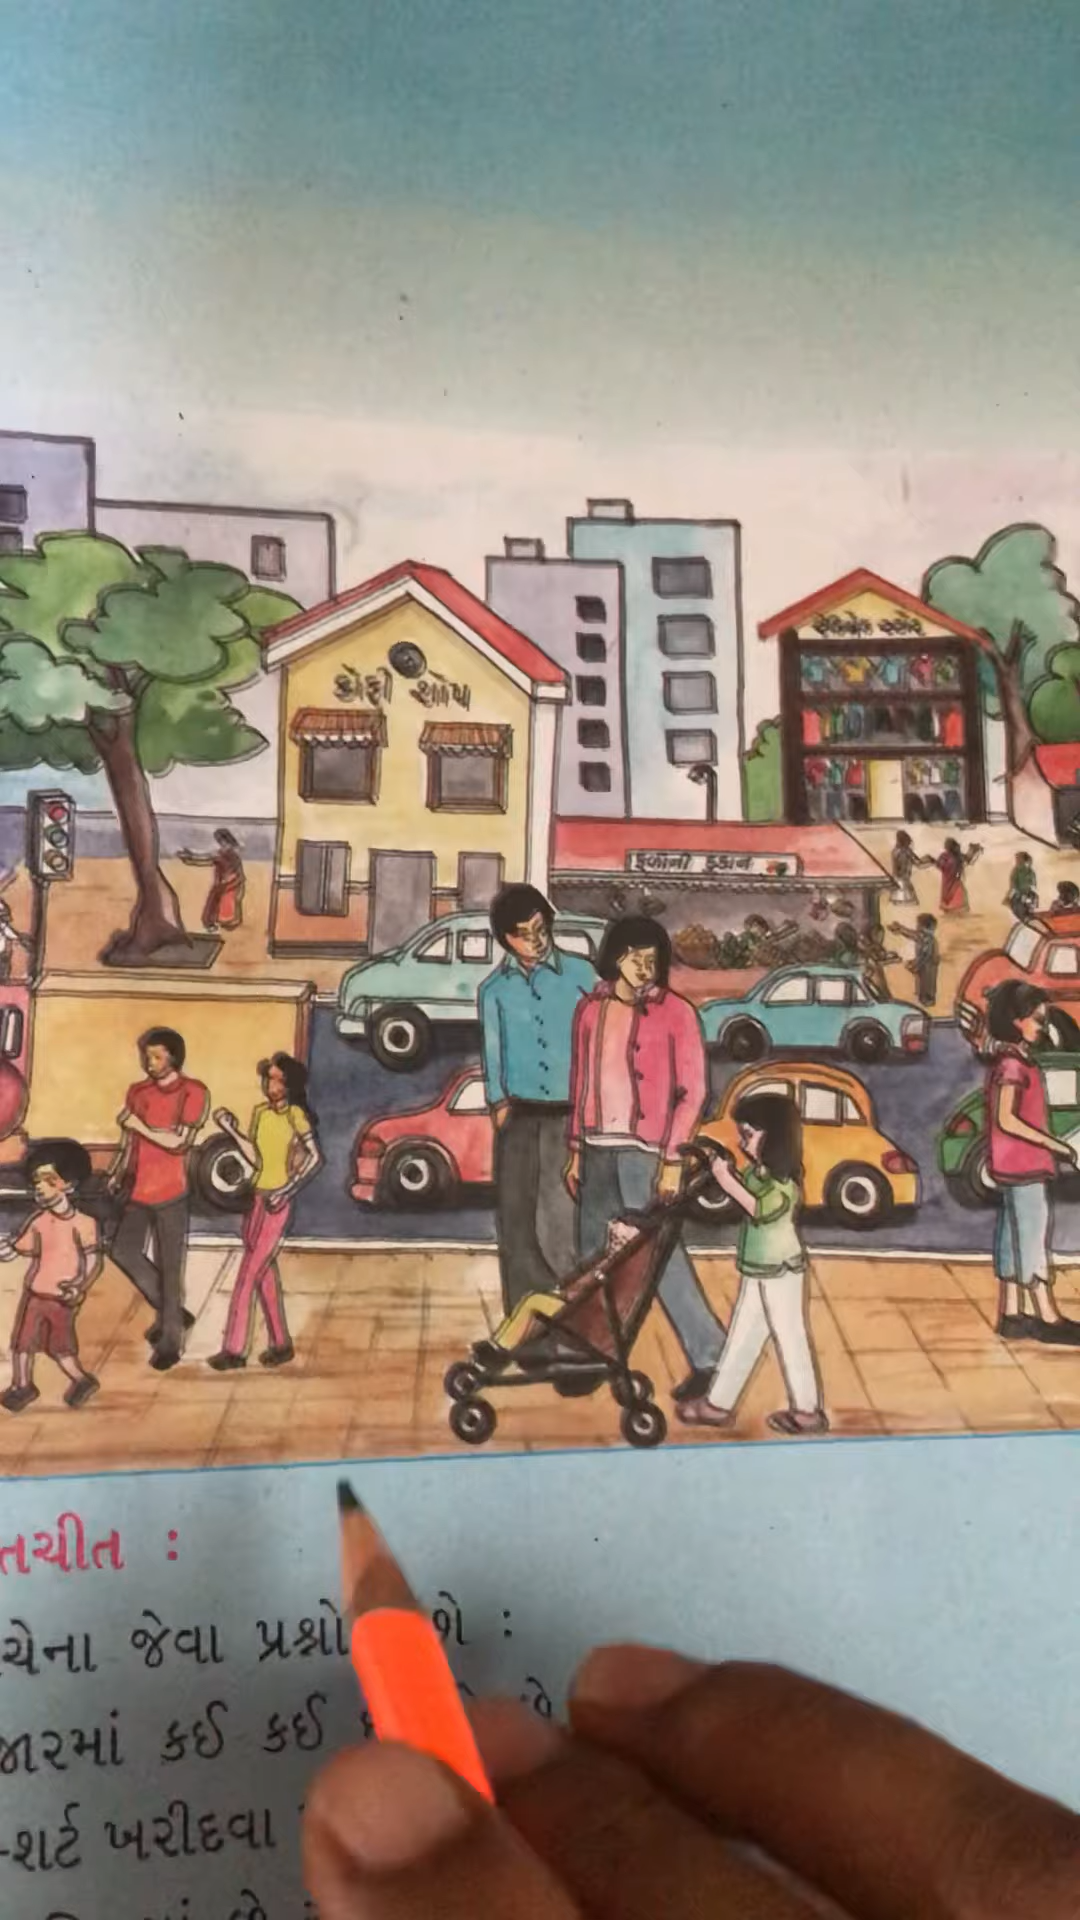 કોફી શોપ
ફળોની દુકાન
તચીત :
ચેના જેવા પ્રશ્નો શે :
જારમાં કઈ કઈ
-શર્ટ ખરીદવા